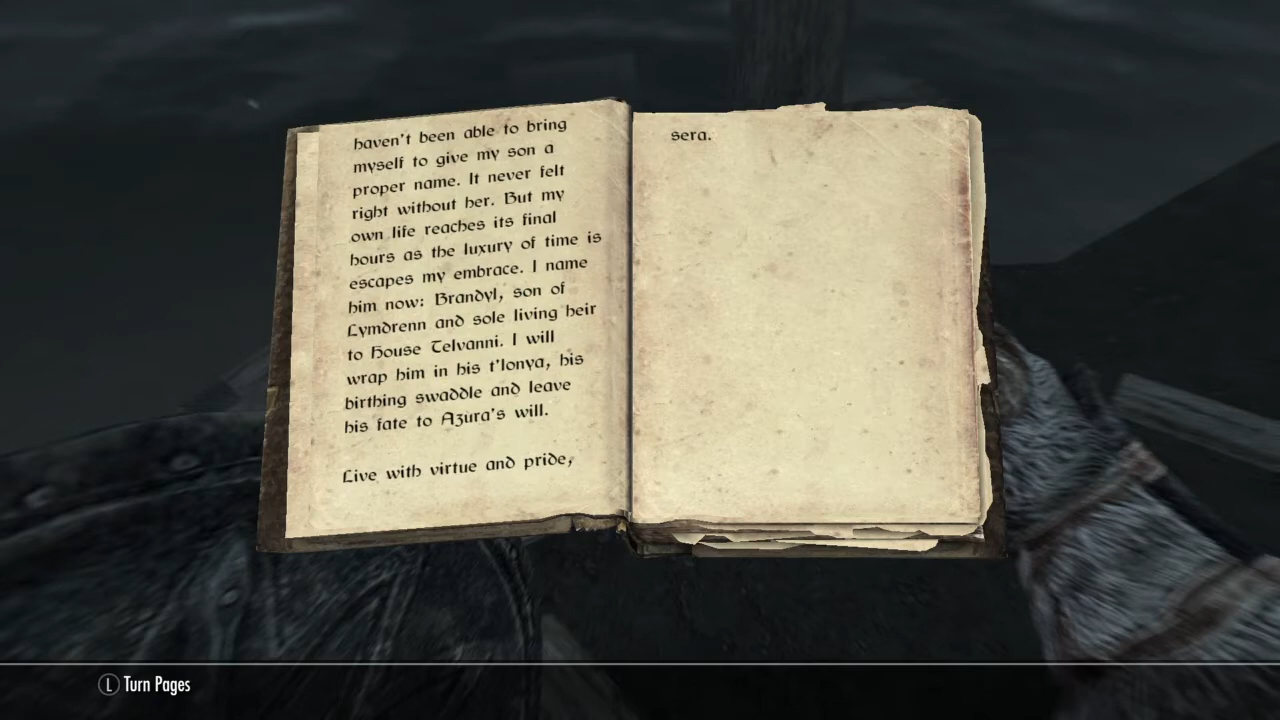 haven't been able to bring
myself to give my son a
proper name. It never felt
right without her. But my
own life reaches its final
hours as the luxury of time is
escapes my embrace. I name
him now: Brandyl, son of
Lymdrenn and sole living heir
to House Telvanni. I will
wrap him in his t'lonya, his
birthing swaddle and leave
his fate to Azura's will.
Live with virtue and pride,
sera.
L Turn Pages